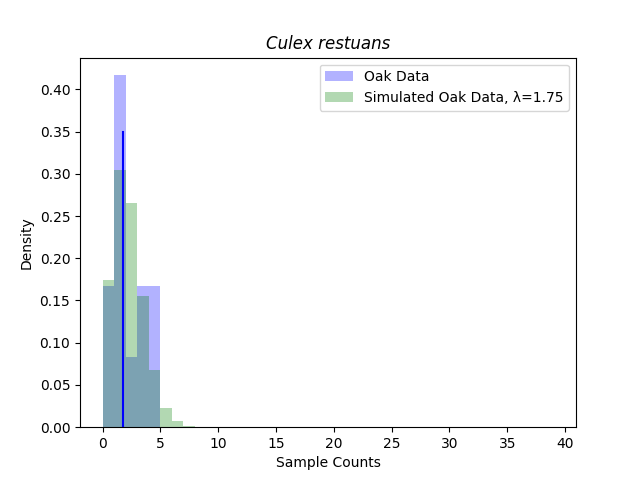 Culex restuans
Oak Data
Simulated Oak Data, λ=1.75
0.40
0.35
0.30
0.25
0.20
0.15
0.10
0.05
0.00
Density
0 5 10 15 20 25 30 35 40
Sample Counts